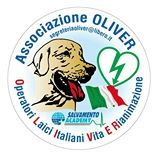 Associazione OLIVER
segreteriaoliver@libero.it
SALVAMENTO
ACADEMY
Operatori Laici Italiani Vita E Rianimazione